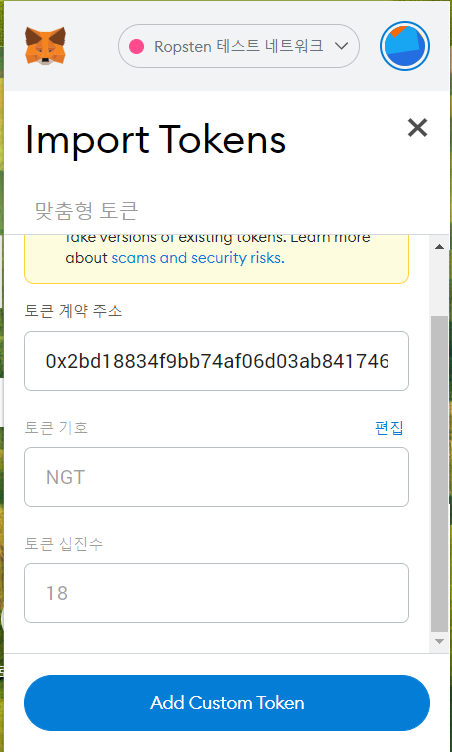 Ropsten 테스트 네트워크
Import Tokens
맞춤형 토큰
fake versions of existing tokens. Learn more
about scams and security risks.
토큰 계약 주소
0x2bd18834f9bb74af06d03ab841746
토큰 기호
편집
NGT
토큰 십진수
18
Add Custom Token